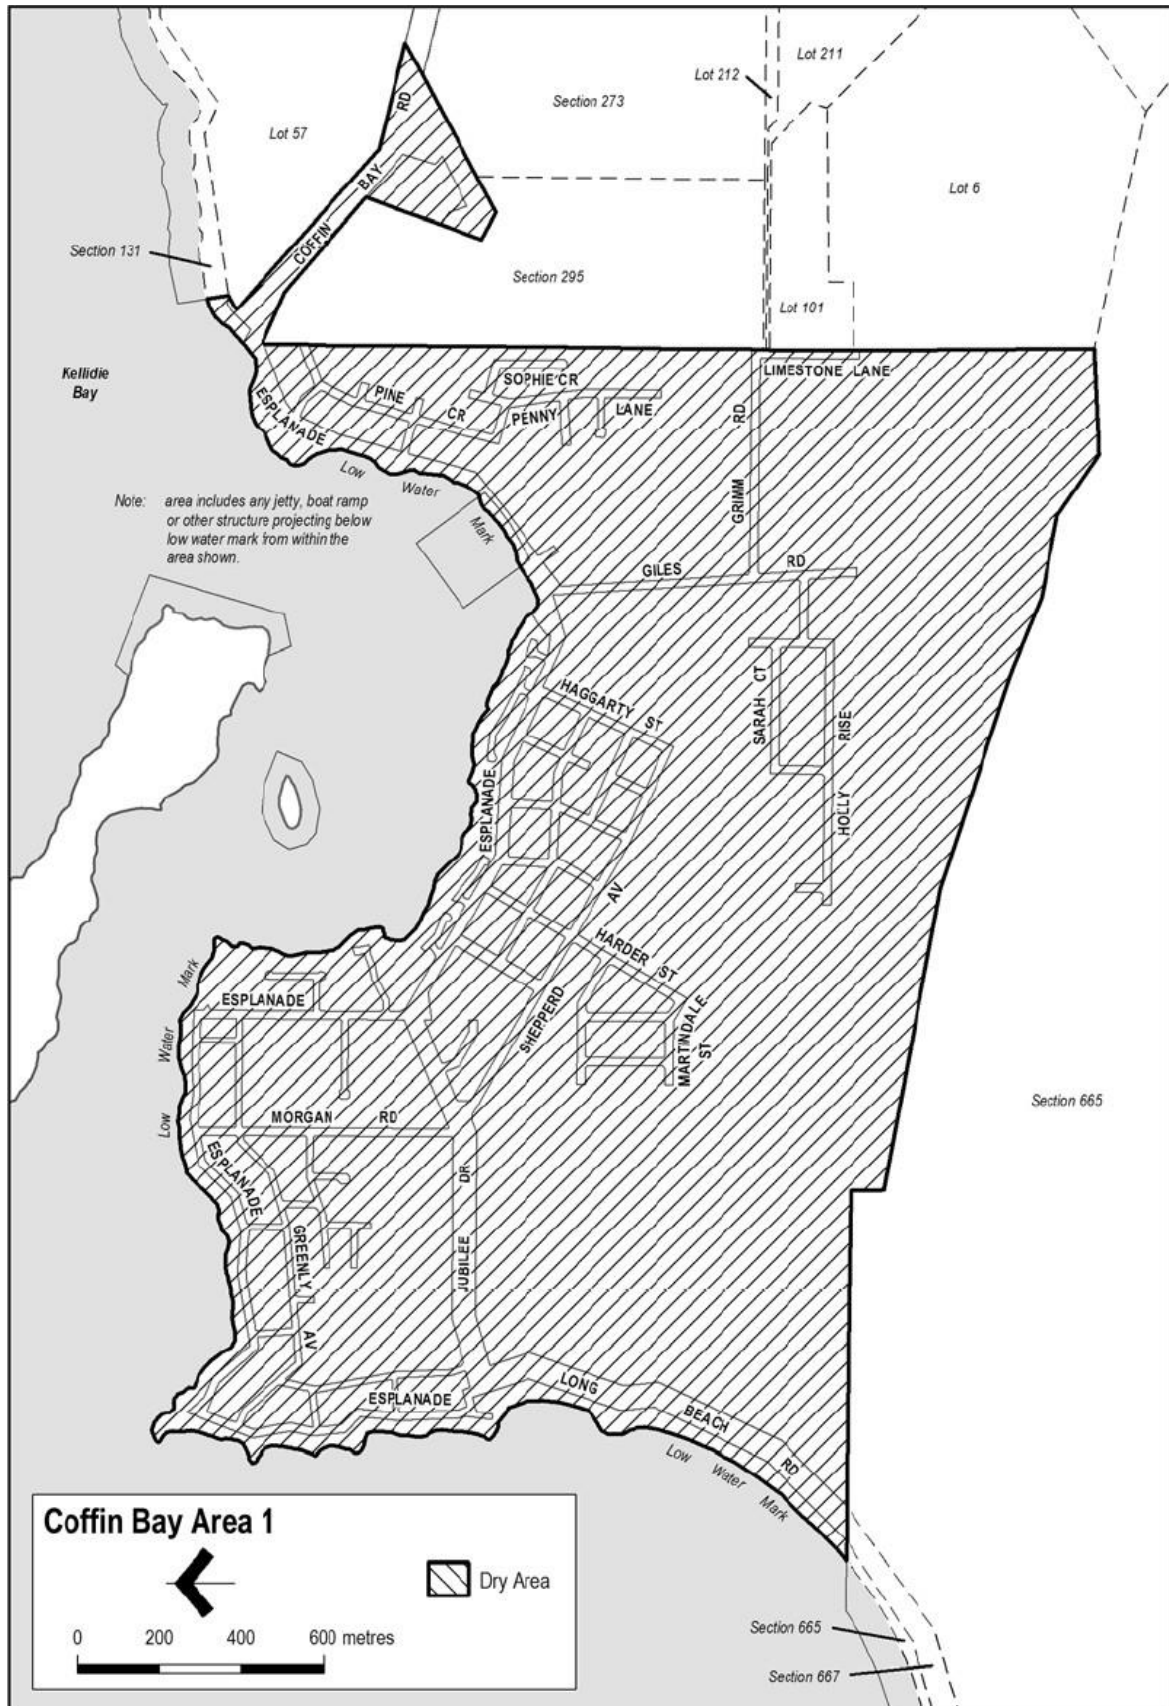 Lot 211
Lot 212
Section 273
Lot 57
Lot 6
Section 131
COFFIN BAY RD
Section 295
Lot 101
Kellidie
Bay
LIMESTONE LANE
SOPHIE CR
PINE CR
PENNY LANE
ESPLANADE
GRIMM RD
Low Water Mark
Note: area includes any jetty, boat ramp
or other structure projecting below
low water mark from within the
area shown.
GILES RD
HAGGARTY ST
SARAH CT
HOLLY RISE
ESPLANADE
SHEPPERD AV
HARDER ST
MARTINDALE
ST
ESPLANADE
Low Water Mark
MORGAN RD
Section 665
ESPLANADE
GREENLY AV
JUBILEE DR
ESPLANADE
LONG BEACH RD
Low Water Mark
Coffin Bay Area 1
Dry Area
0 200 400 600 metres
Section 665
Section 667